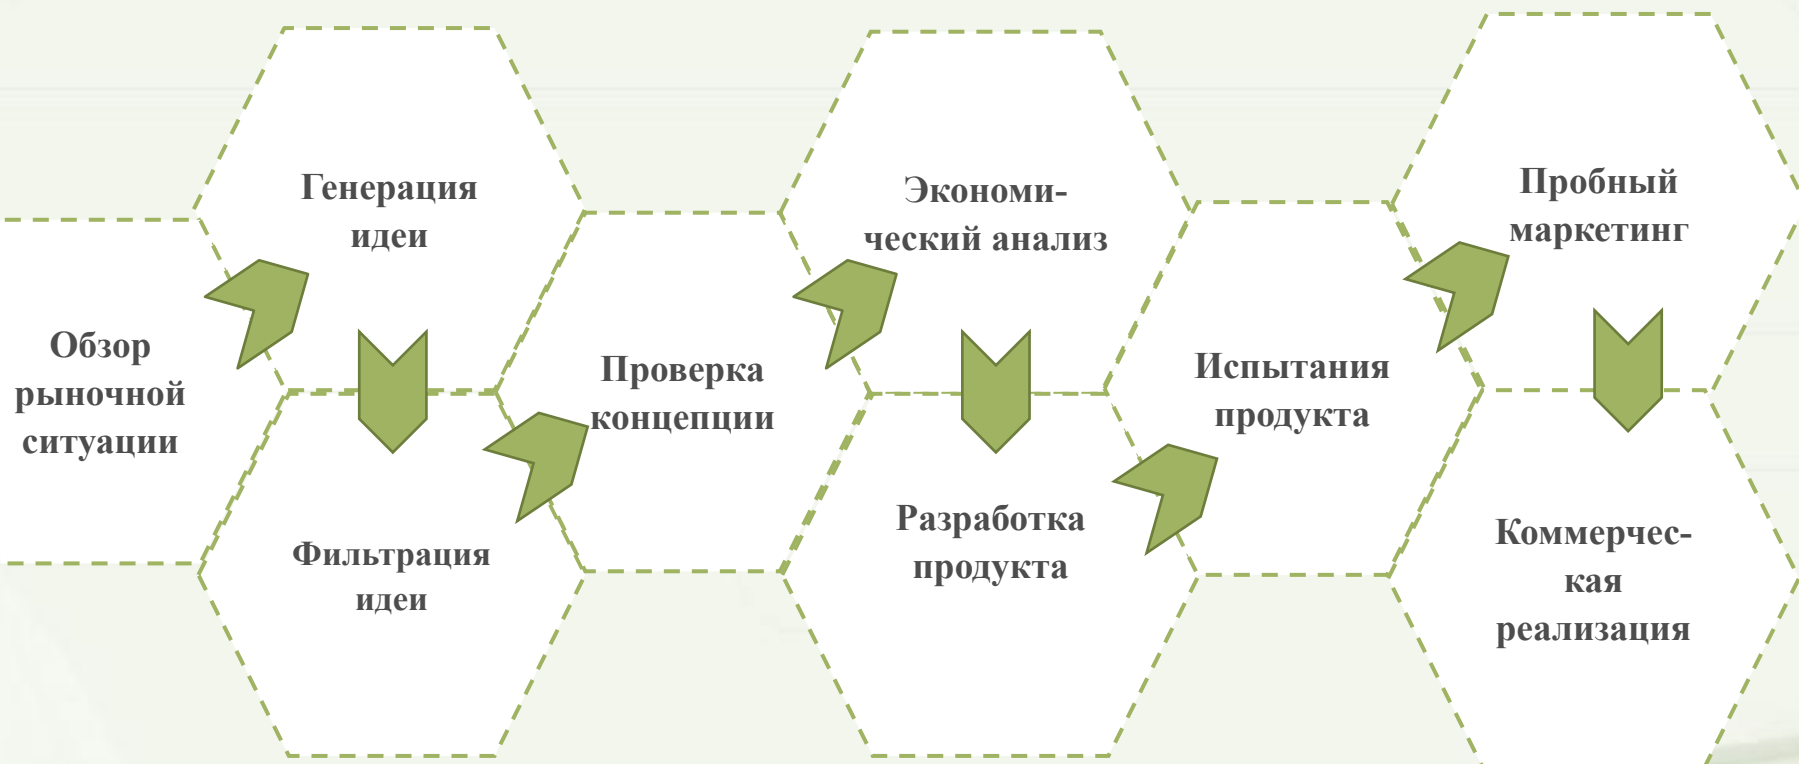 Обзор
рыночной
ситуации
Генерация
идеи
Фильтрация
идеи
Проверка
концепции
Экономи-
ческий анализ
Разработка
продукта
Испытания
продукта
Пробный
маркетинг
Коммерчес-
кая
реализация